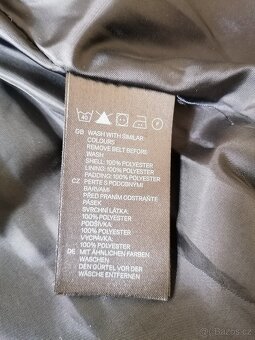 40
GB WASH WITH SIMILAR
COLOURS
REMOVE BELT BEFORE
WASH
SHELL: 100% POLYESTER
LINING: 100% POLYESTER
PADDING: 100% POLYESTER
CZ PERTE S PODOBNÝMI
BARVAMI
PŘED PRANÍM ODSTRAŇTE
PÁSEK
SVRCHNÍ LÁTKA:
100% POLYESTER
PODŠÍVKA:
100% POLYESTER
VYCPÁVKA:
100% POLYESTER
DE MIT ÄHNLICHEN FARBEN
WASCHEN
DEN GÜRTEL VOR DER
WÄSCHE ENTFERNEN